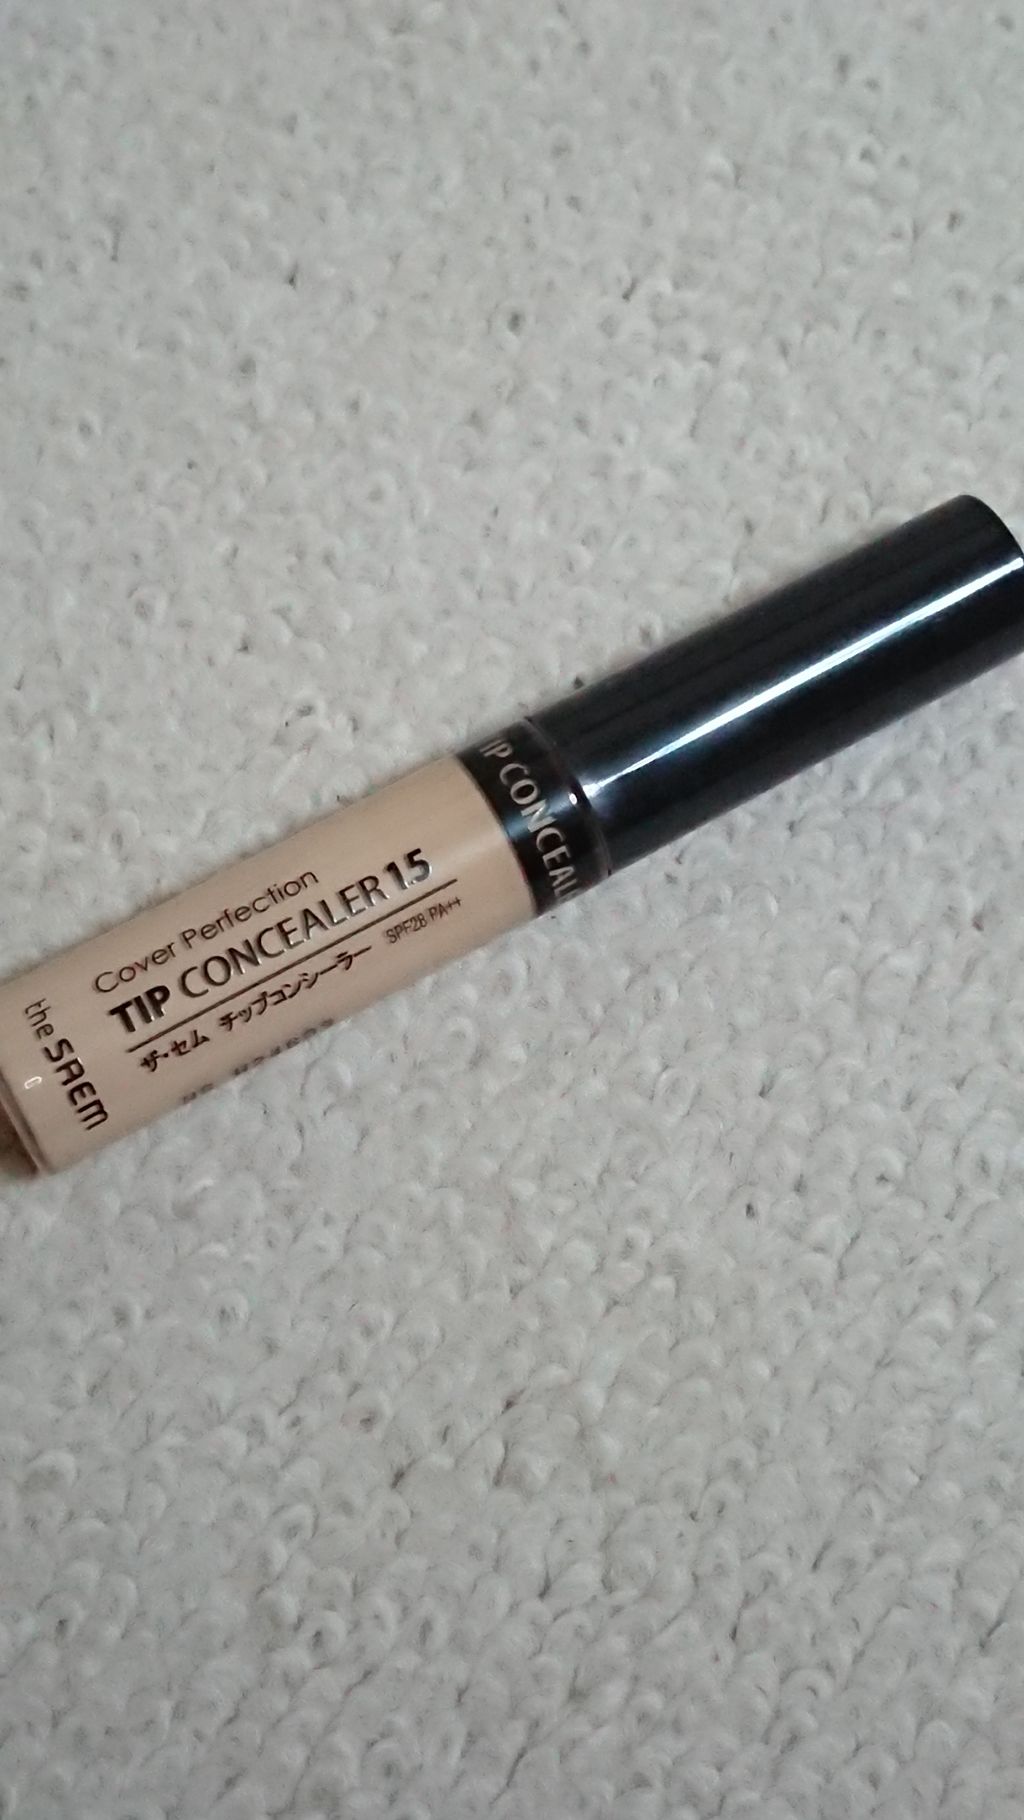 Cover Perfection
TIP CONCEALER 1.5
SPF28 PA++
ザ・セム チップコンシーラー
the SAEM
TIP CONCEAL